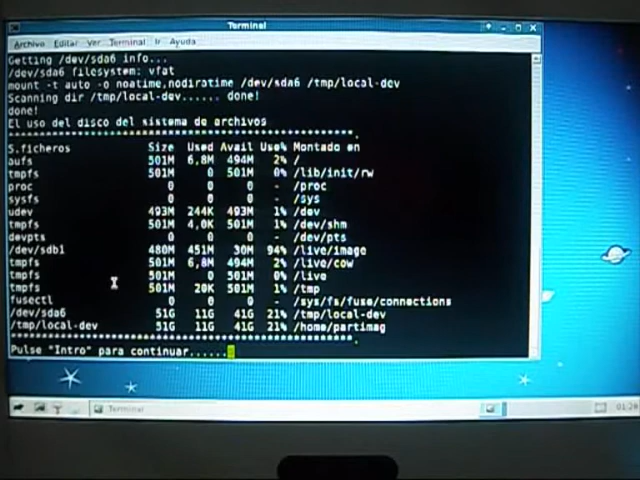 Terminal
Archivo Editar Ver Terminal Ir Ayuda
Getting /dev/sda6 info...
/dev/sda6 filesystem: vfat
mount -t auto -o noatime,nodiratime /dev/sda6 /tmp/local-dev
Scanning dir /tmp/local-dev...... done!
done!
El uso del disco del sistema de archivos
S.ficheros Size Used Avail Use% Montado en
aufs 501M 6,8M 494M 2% /
tmpfs 501M 0 501M 0% /lib/init/rw
proc 0 0 0 - /proc
sysfs 0 0 0 - /sys
udev 493M 244K 493M 1% /dev
tmpfs 501M 4,0K 501M 1% /dev/shm
devpts 0 0 0 - /dev/pts
/dev/sdb1 480M 451M 30M 94% /live/image
tmpfs 501M 6,8M 494M 2% /live/cow
tmpfs 501M 0 501M 0% /live
tmpfs 501M 20K 501M 1% /tmp
fusectl 0 0 0 - /sys/fs/fuse/connections
/dev/sda6 51G 11G 41G 21% /tmp/local-dev
/tmp/local-dev 51G 11G 41G 21% /home/partimag
Pulse "Intro" para continuar......
Terminal